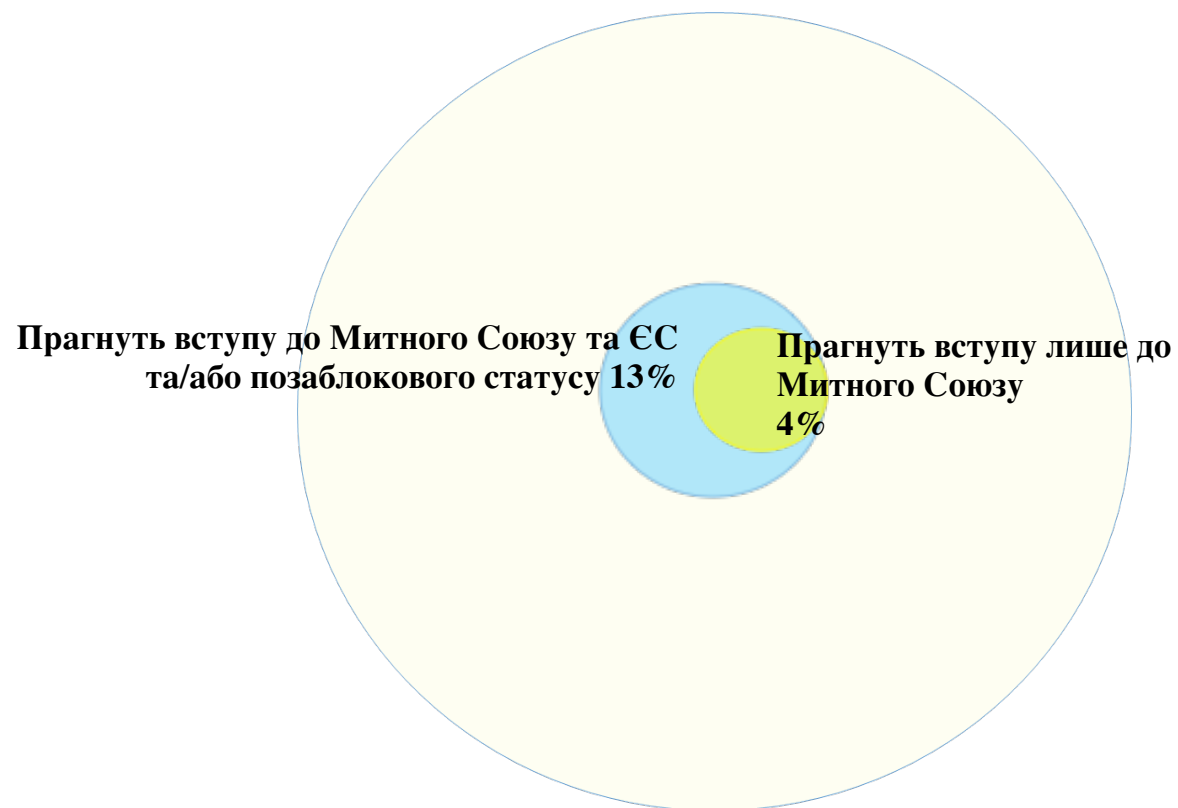 Прагнуть вступу до Митного Союзу та ЄС
та/або позаблокового статусу 13%
Прагнуть вступу лише до
Митного Союзу
4%